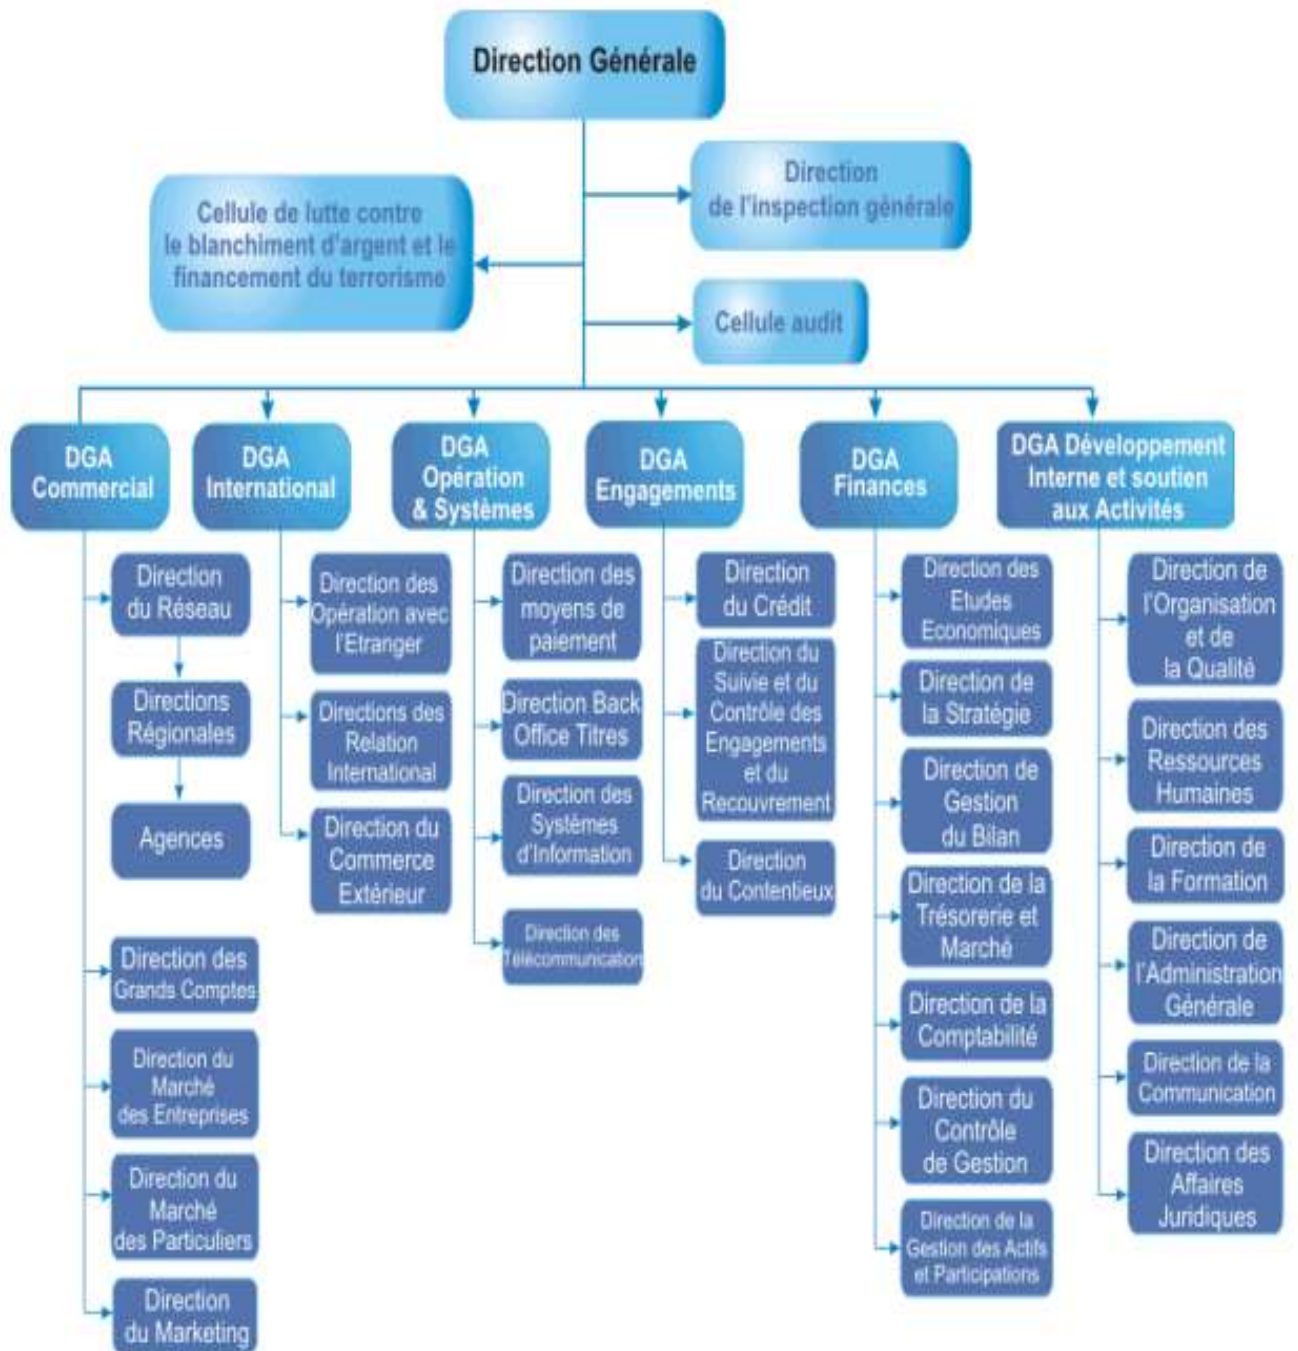 Direction Générale
Direction
de l'inspection générale
Cellule de lutte contre
le blanchiment d'argent et le
financement du terrorisme
Cellule audit
DGA
Commercial
Direction
du Réseau
Directions
Régionales
Agences
Direction des
Grands Comptes
Direction du
Marché
des Entreprises
Direction du
Marché
des Particuliers
Direction
du Marketing
DGA
International
Direction des
Opération avec
l'Etranger
Directions des
Relation
International
Direction du
Commerce
Extérieur
DGA
Opération
& Systèmes
Direction des
moyens de
paiement
Direction Back
Office Titres
Direction des
Systèmes
d'Information
Direction des
Télécommunication
DGA
Engagements
Direction
du Crédit
Direction du
Suivie et du
Contrôle des
Engagements
et du
Recouvrement
Direction
du Contentieux
DGA
Finances
Direction des
Etudes
Economiques
Direction de
la Stratégie
Direction de
Gestion
du Bilan
Direction de la
Trésorerie et
Marché
Direction de la
Comptabilité
Direction du
Contrôle
de Gestion
Direction de la
Gestion des Actifs
et Participations
DGA Développement
Interne et soutien
aux Activités
Direction de
l'Organisation
et de
la Qualité
Direction des
Ressources
Humaines
Direction de
la Formation
Direction de
l'Administration
Générale
Direction de la
Communication
Direction des
Affaires
Juridiques